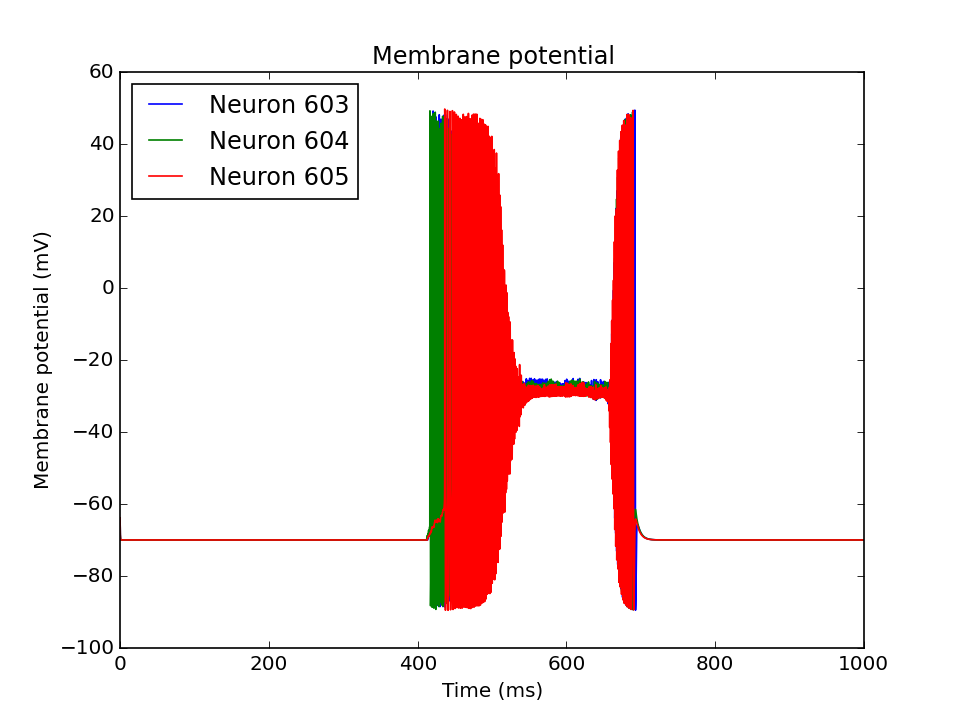 Membrane potential
60
40
20
0
−20
−40
−60
−80
−100
Membrane potential (mV)
Neuron 603
Neuron 604
Neuron 605
0 200 400 600 800 1000
Time (ms)